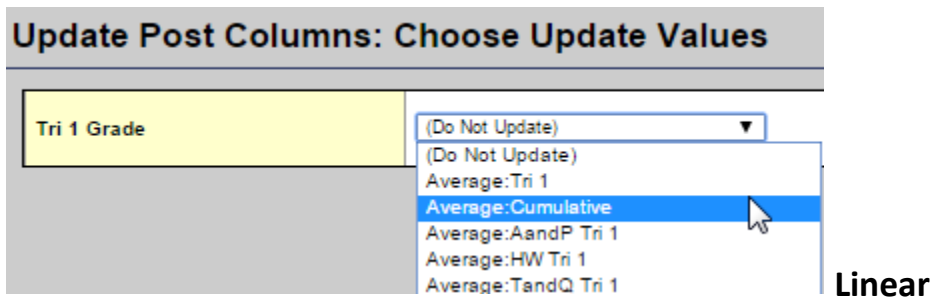 Update Post Columns: Choose Update Values
Tri 1 Grade
(Do Not Update)
(Do Not Update)
Average:Tri 1
Average:Cumulative
Average:AandP Tri 1
Average:HW Tri 1
Average:TandQ Tri 1
Linear